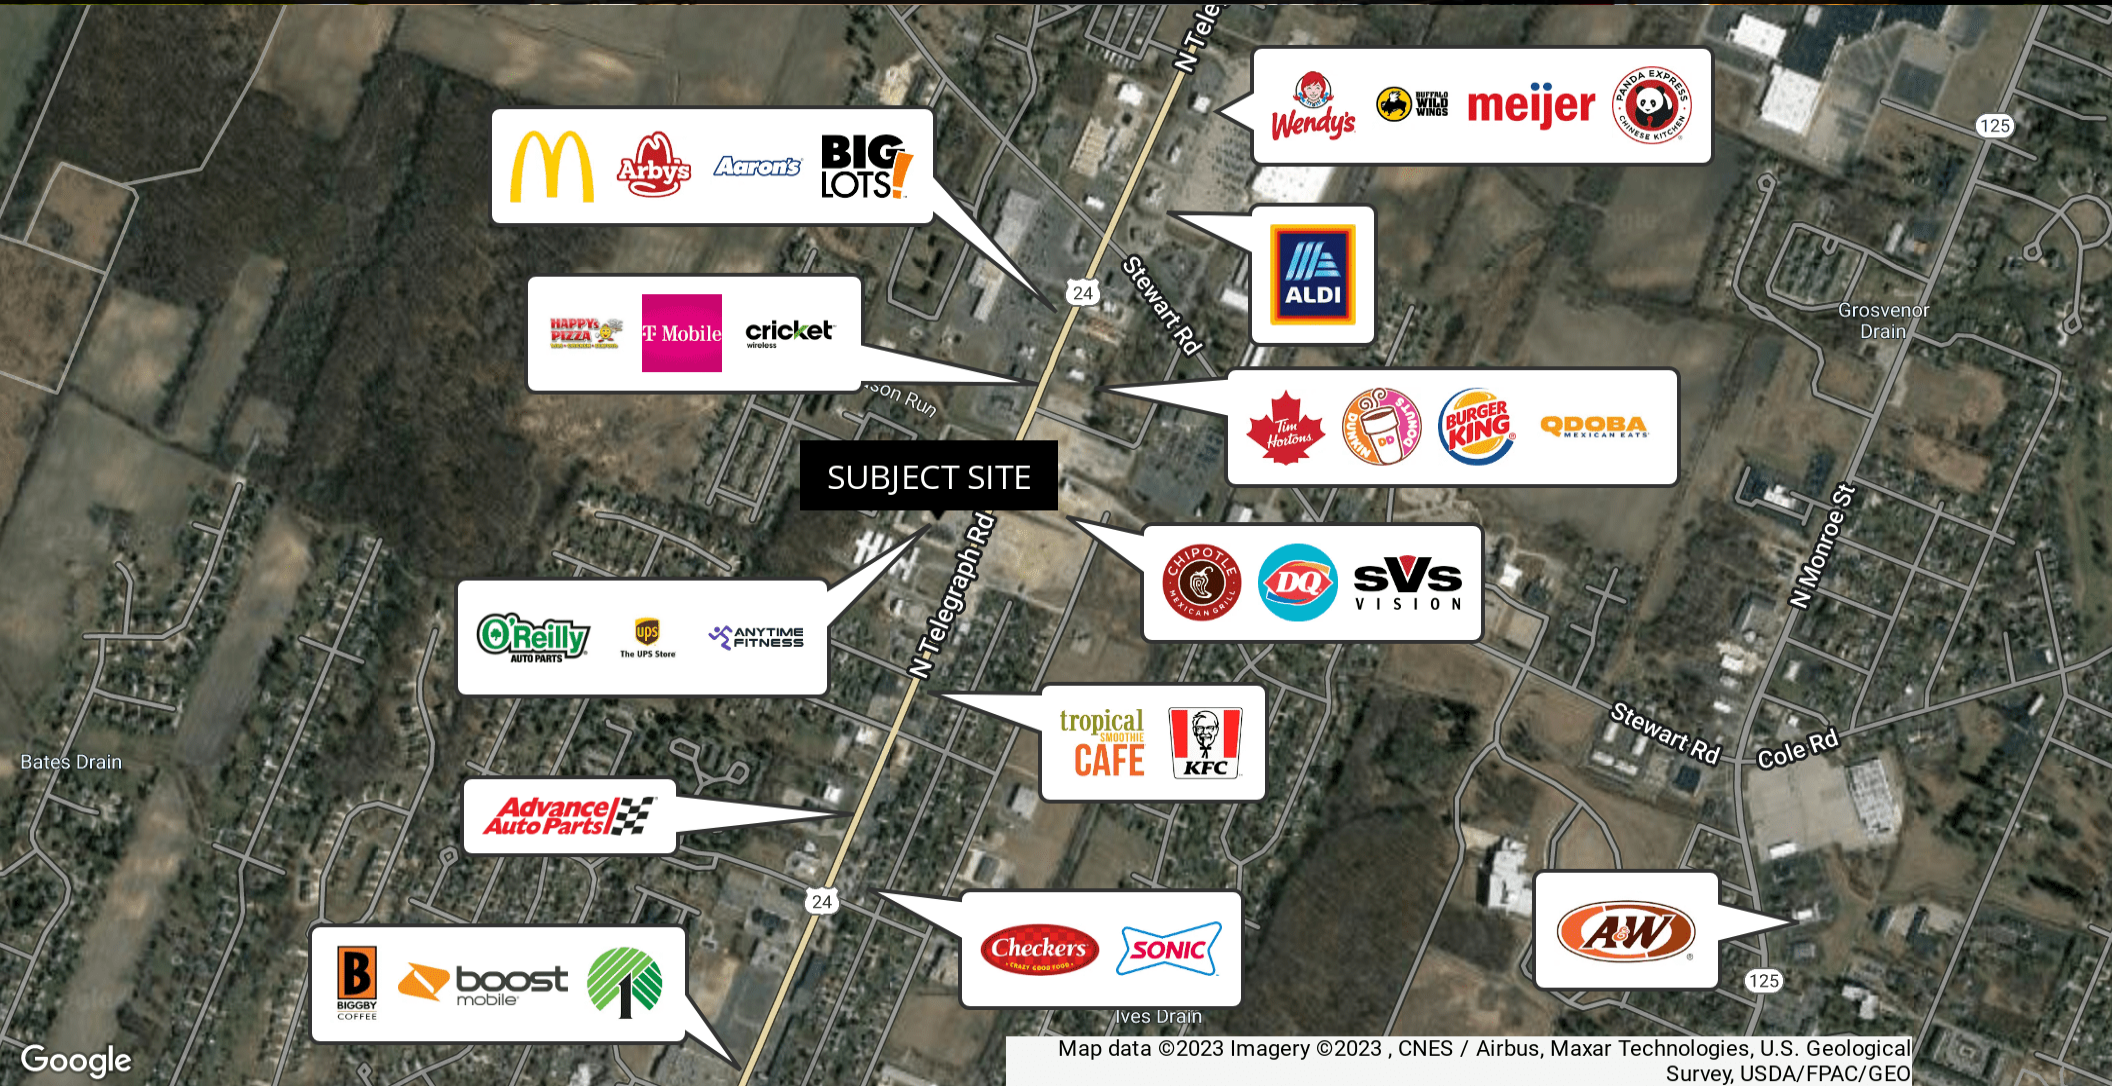 N Tele
Wendy's
BUFFALO
WILD
WINGS
meijer
PANDA EXPRESS
CHINESE KITCHEN
125
Arby's
Aaron's
BIG
LOTS!
ALDI
24
Stewart Rd
HAPPY'S
PIZZA
T Mobile
cricket
wireless
Grosvenor
Drain
son Run
Tim
Hortons
DUNKIN'
DONUTS
DD
BURGER
KING
QDOBA
MEXICAN EATS
SUBJECT SITE
N Telegraph Rd
N Monroe St
CHIPOTLE
MEXICAN GRILL
DQ
SVS
VISION
O'Reilly
AUTO PARTS
ups
The UPS Store
ANYTIME
FITNESS
tropical
SMOOTHIE
CAFE
KFC
Stewart Rd
Cole Rd
Bates Drain
Advance
Auto Parts
24
Checkers
CRAZY GOOD FOOD
SONIC
A&W
125
B
BIGGBY
COFFEE
boost
mobile
1
Ives Drain
Google
Map data ©2023 Imagery ©2023 , CNES / Airbus, Maxar Technologies, U.S. Geological
Survey, USDA/FPAC/GEO